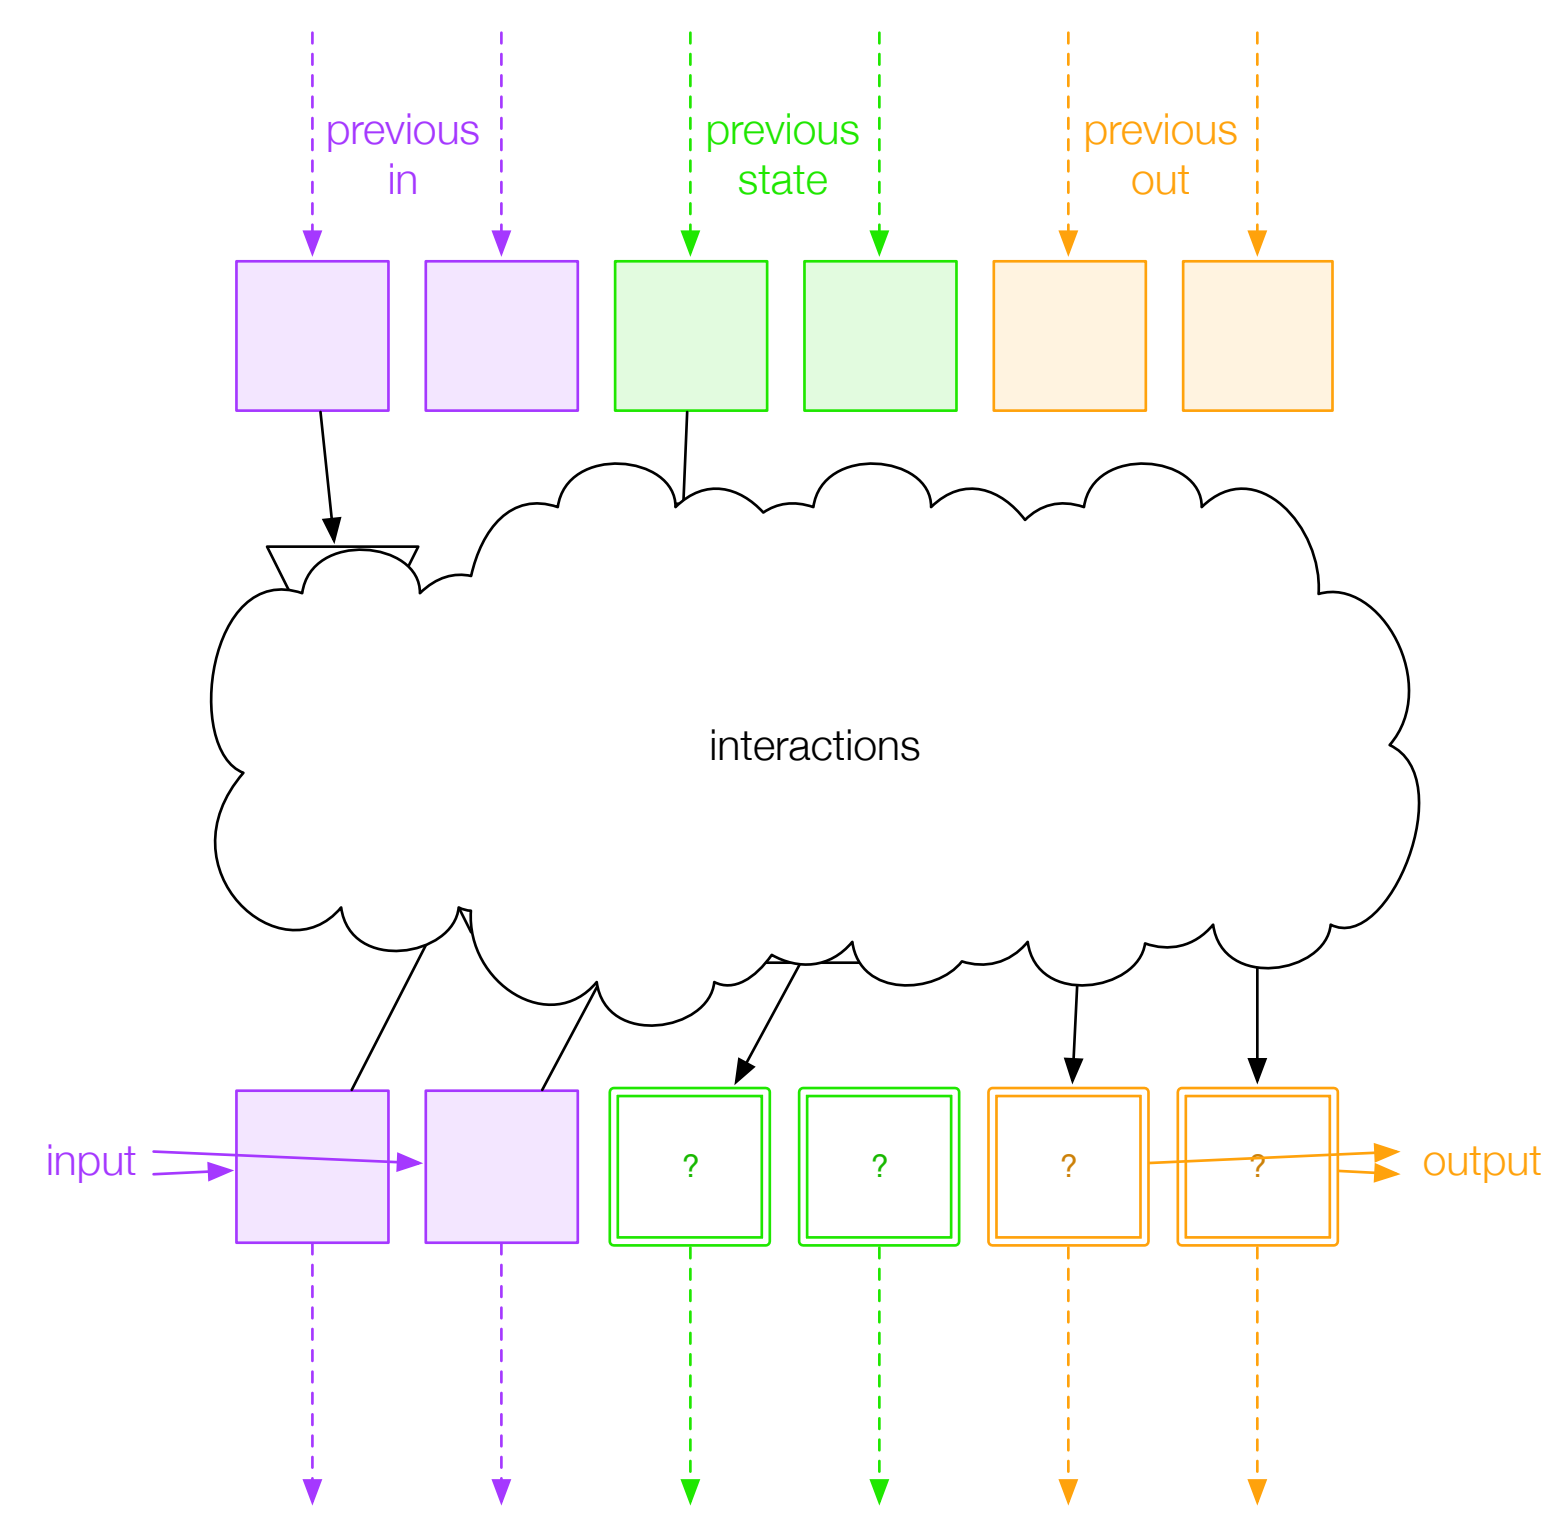 previous
in
previous
state
previous
out
interactions
input
?
?
?
?
output